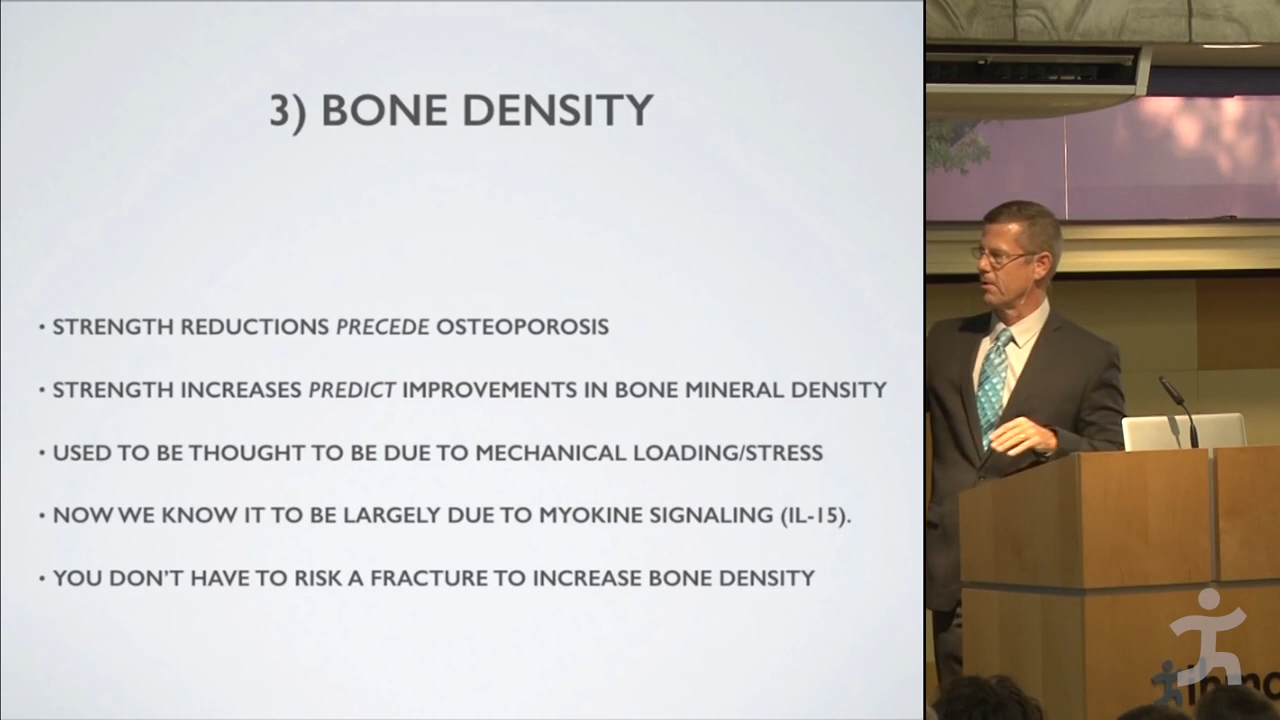 3) BONE DENSITY
• STRENGTH REDUCTIONS PRECEDE OSTEOPOROSIS
• STRENGTH INCREASES PREDICT IMPROVEMENTS IN BONE MINERAL DENSITY
• USED TO BE THOUGHT TO BE DUE TO MECHANICAL LOADING/STRESS
• NOW WE KNOW IT TO BE LARGELY DUE TO MYOKINE SIGNALING (IL-15).
• YOU DON'T HAVE TO RISK A FRACTURE TO INCREASE BONE DENSITY